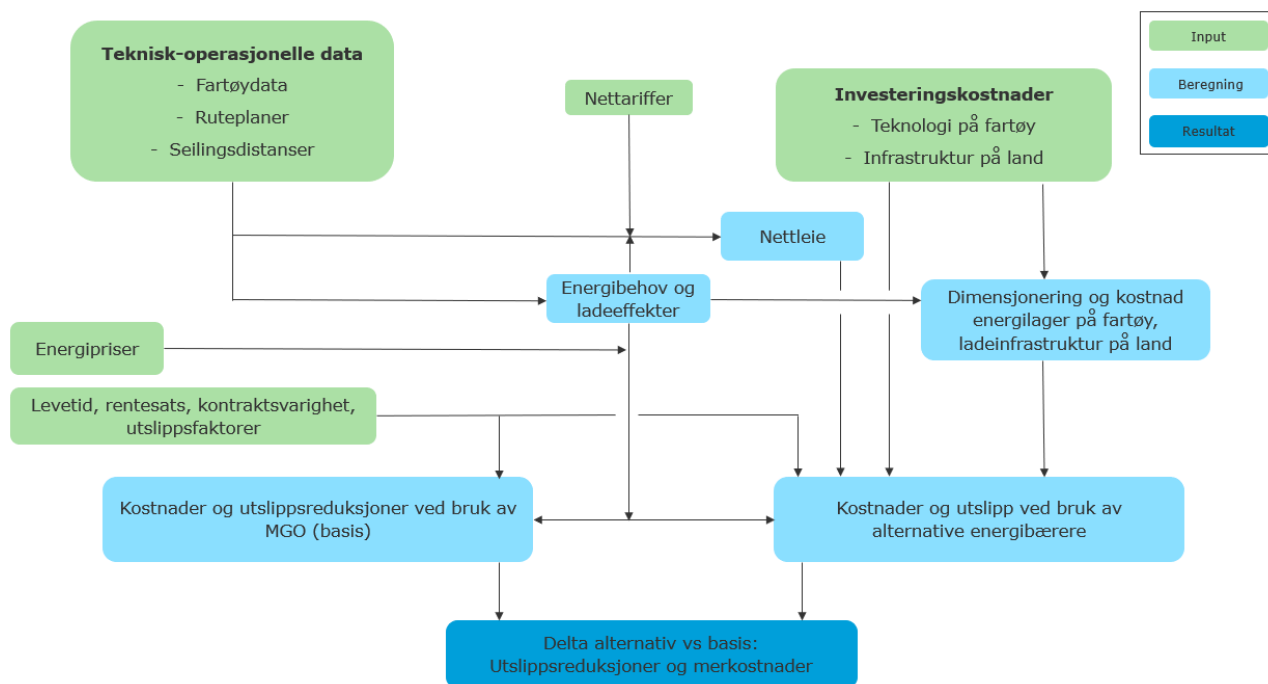 Teknisk-operasjonelle data
- Fartøydata
- Ruteplaner
- Seilingsdistanser
Nettariffer
Investeringskostnader
- Teknologi på fartøy
- Infrastruktur på land
Input
Beregning
Resultat
Nettleie
Energibehov og
ladeeffekter
Dimensjonering og kostnad
energilager på fartøy,
ladeinfrastruktur på land
Energipriser
Levetid, rentesats, kontraktsvarighet,
utslippsfaktorer
Kostnader og utslippsreduksjoner ved bruk av
MGO (basis)
Kostnader og utslipp ved bruk av
alternative energibærere
Delta alternativ vs basis:
Utslippsreduksjoner og merkostnader